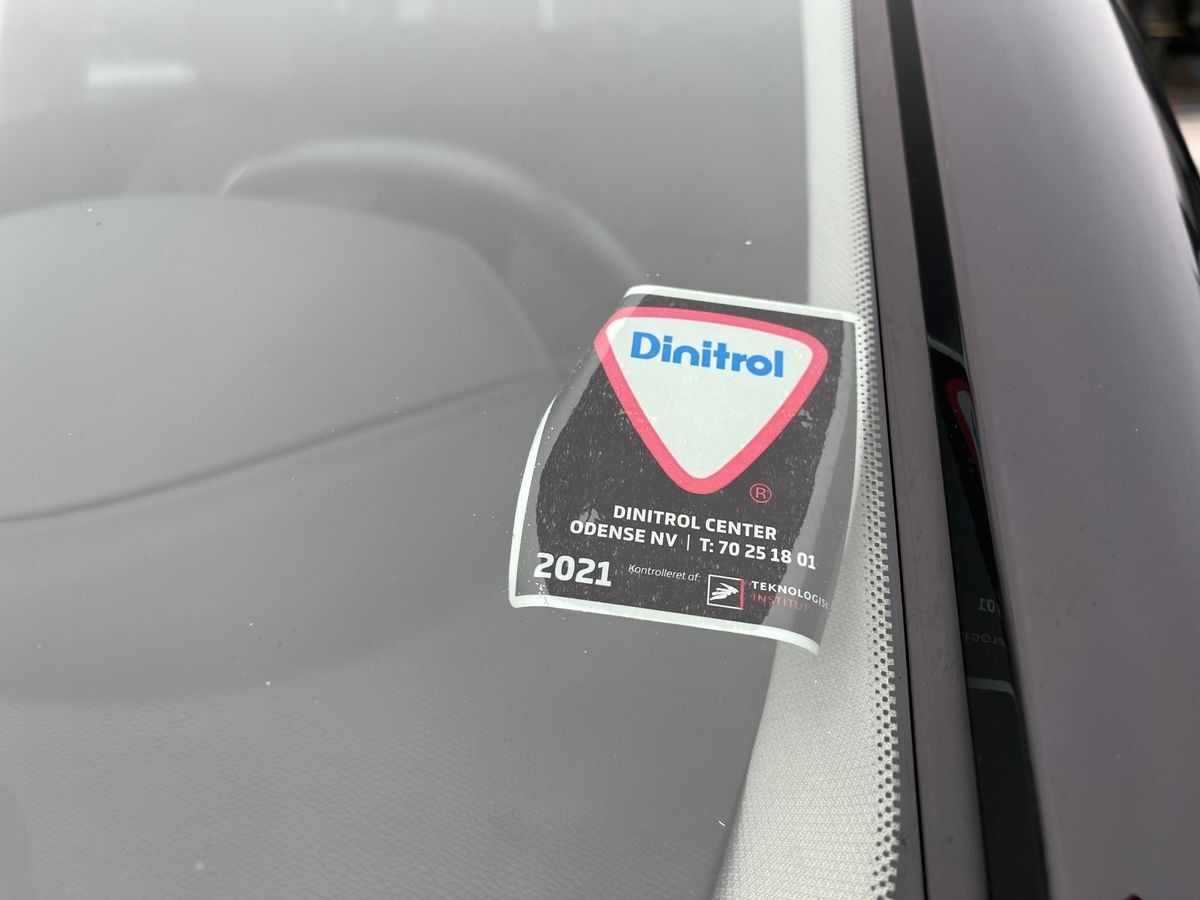 Dinitrol
®
DINITROL CENTER
ODENSE NV | T: 70 25 18 01
2021 Kontrolleret af: TEKNOLOGISK
INSTITUT